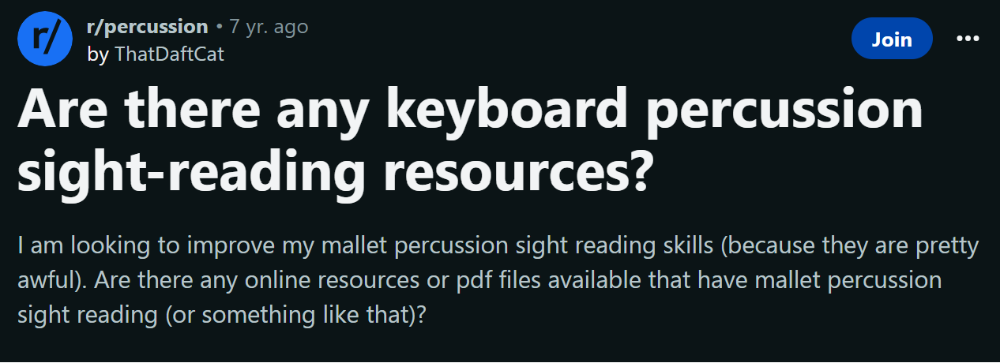 r/
r/percussion • 7 yr. ago
by ThatDaftCat
Join
Are there any keyboard percussion
sight-reading resources?
I am looking to improve my mallet percussion sight reading skills (because they are pretty
awful). Are there any online resources or pdf files available that have mallet percussion
sight reading (or something like that)?